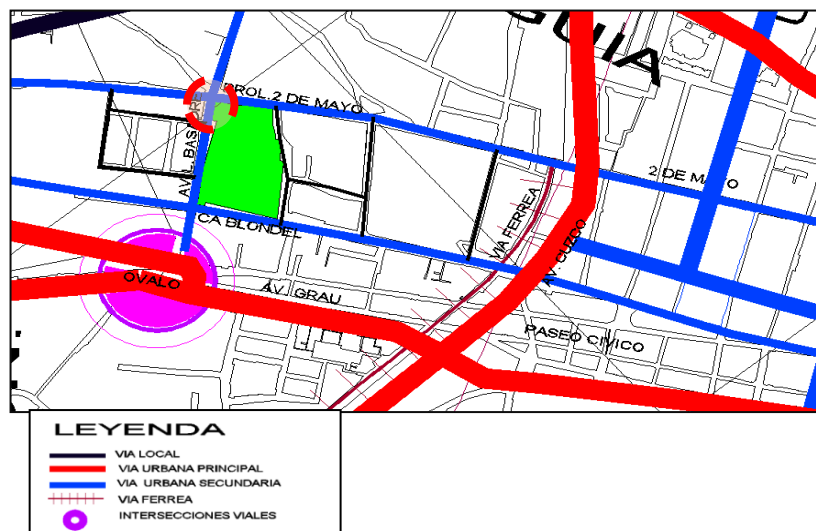 GUIA
PROL.2 DE MAYO
2 DE MAYO
AV. L. BAS
CA BLONDEL
VIA FERREA
AV. CUZCO
OVALO
AV. GRAU
PASEO CIVICO
LEYENDA
VIA LOCAL
VIA URBANA PRINCIPAL
VIA URBANA SECUNDARIA
VIA FERREA
INTERSECCIONES VIALES